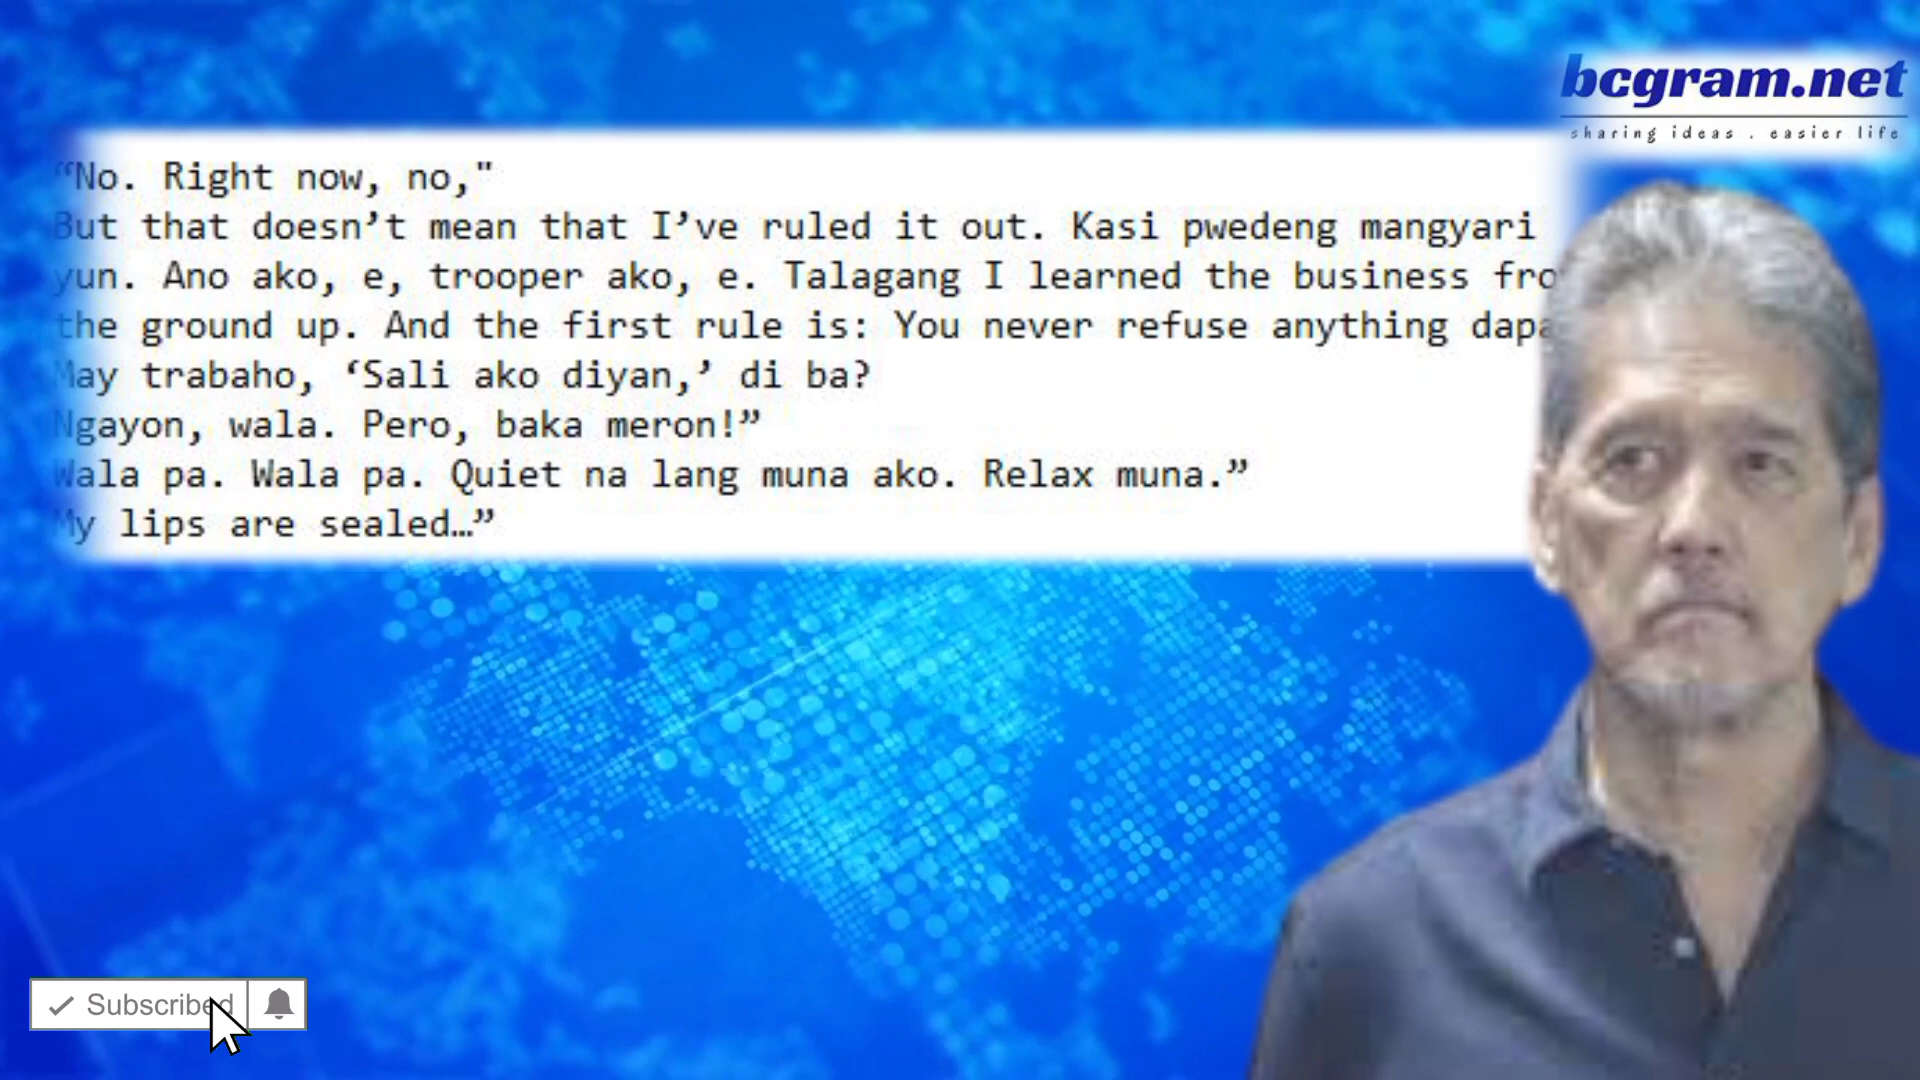 bcgram.net
sharing ideas . easier life
“No. Right now, no,"
But that doesn’t mean that I’ve ruled it out. Kasi pwedeng mangyari
yun. Ano ako, e, trooper ako, e. Talagang I learned the business fro
the ground up. And the first rule is: You never refuse anything dapa
May trabaho, ‘Sali ako diyan,’ di ba?
Ngayon, wala. Pero, baka meron!”
Wala pa. Wala pa. Quiet na lang muna ako. Relax muna.”
My lips are sealed…”
Subscribed